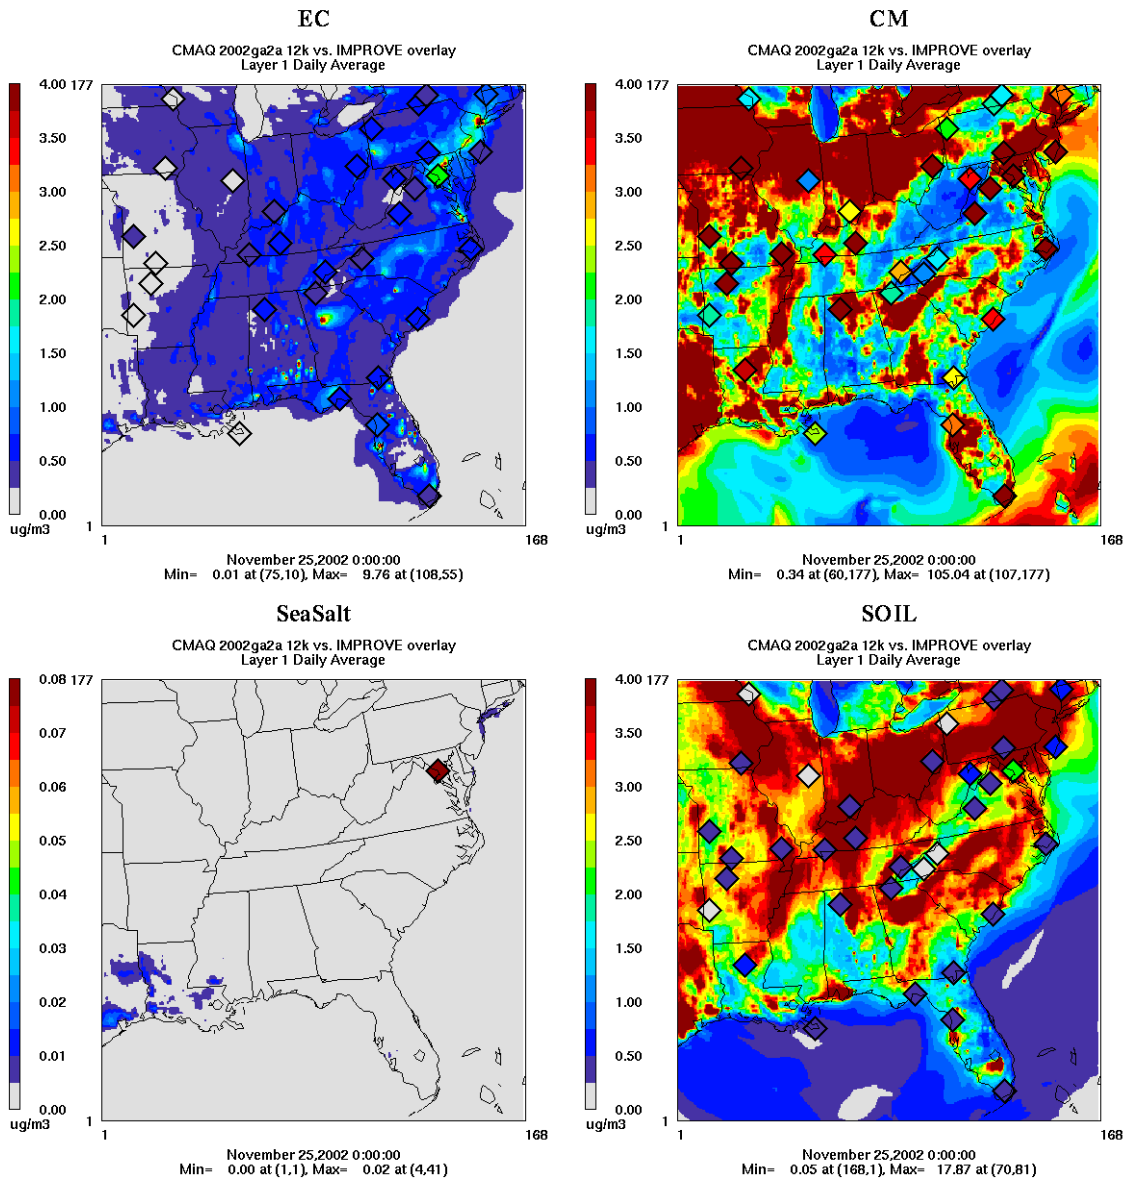 EC
CMAQ 2002ga2a 12k vs. IMPROVE overlay
Layer 1 Daily Average
4.00
3.50
3.00
2.50
2.00
1.50
1.00
0.50
0.00
ug/m3
177
1
1
168
November 25,2002 0:00:00
Min= 0.01 at (75,10), Max= 9.76 at (108,55)
CM
CMAQ 2002ga2a 12k vs. IMPROVE overlay
Layer 1 Daily Average
4.00
3.50
3.00
2.50
2.00
1.50
1.00
0.50
0.00
ug/m3
177
1
1
168
November 25,2002 0:00:00
Min= 0.34 at (60,177), Max= 105.04 at (107,177)
SeaSalt
CMAQ 2002ga2a 12k vs. IMPROVE overlay
Layer 1 Daily Average
0.08
0.07
0.07
0.06
0.05
0.05
0.04
0.03
0.03
0.02
0.01
0.01
0.00
ug/m3
177
1
1
168
November 25,2002 0:00:00
Min= 0.00 at (1,1), Max= 0.02 at (4,41)
SOIL
CMAQ 2002ga2a 12k vs. IMPROVE overlay
Layer 1 Daily Average
4.00
3.50
3.00
2.50
2.00
1.50
1.00
0.50
0.00
ug/m3
177
1
1
168
November 25,2002 0:00:00
Min= 0.05 at (168,1), Max= 17.87 at (70,81)